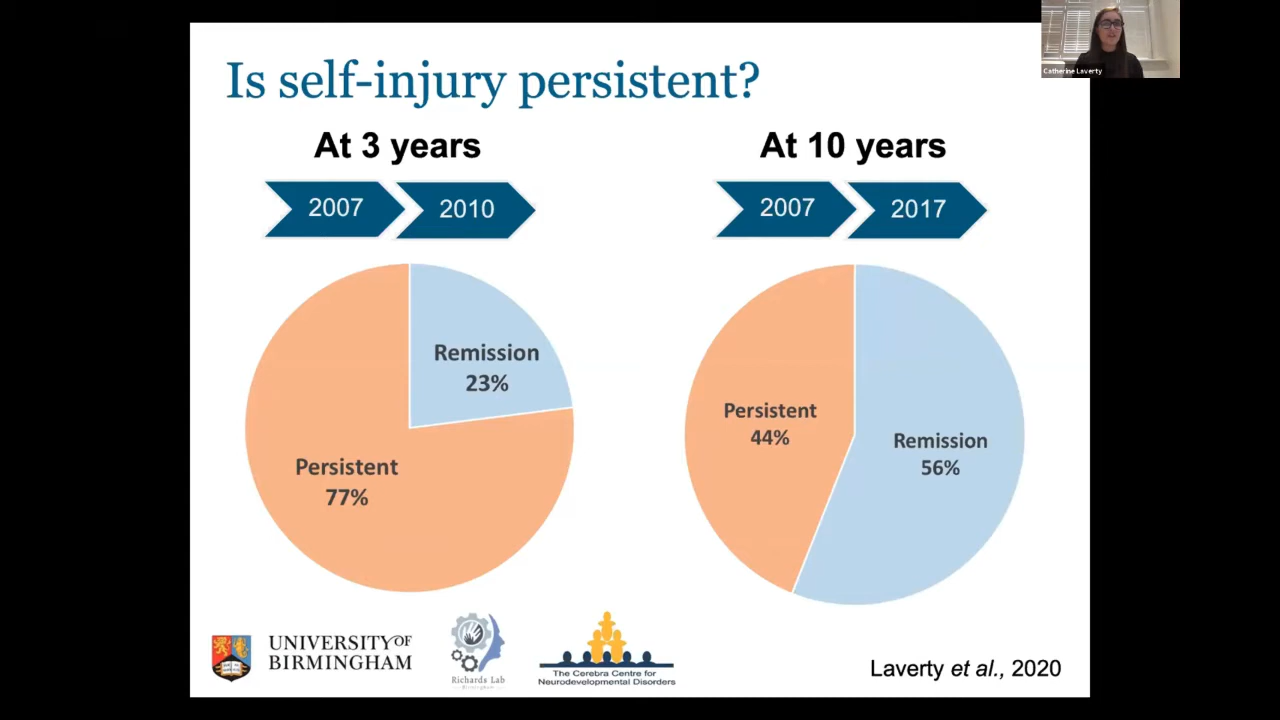 Catherine Laverty
Is self-injury persistent?
At 3 years
2007
2010
Remission
23%
Persistent
77%
At 10 years
2007
2017
Persistent
44%
Remission
56%
UNIVERSITY OF
BIRMINGHAM
Richards Lab
Birmingham
The Cerebra Centre for
Neurodevelopmental Disorders
Laverty et al., 2020